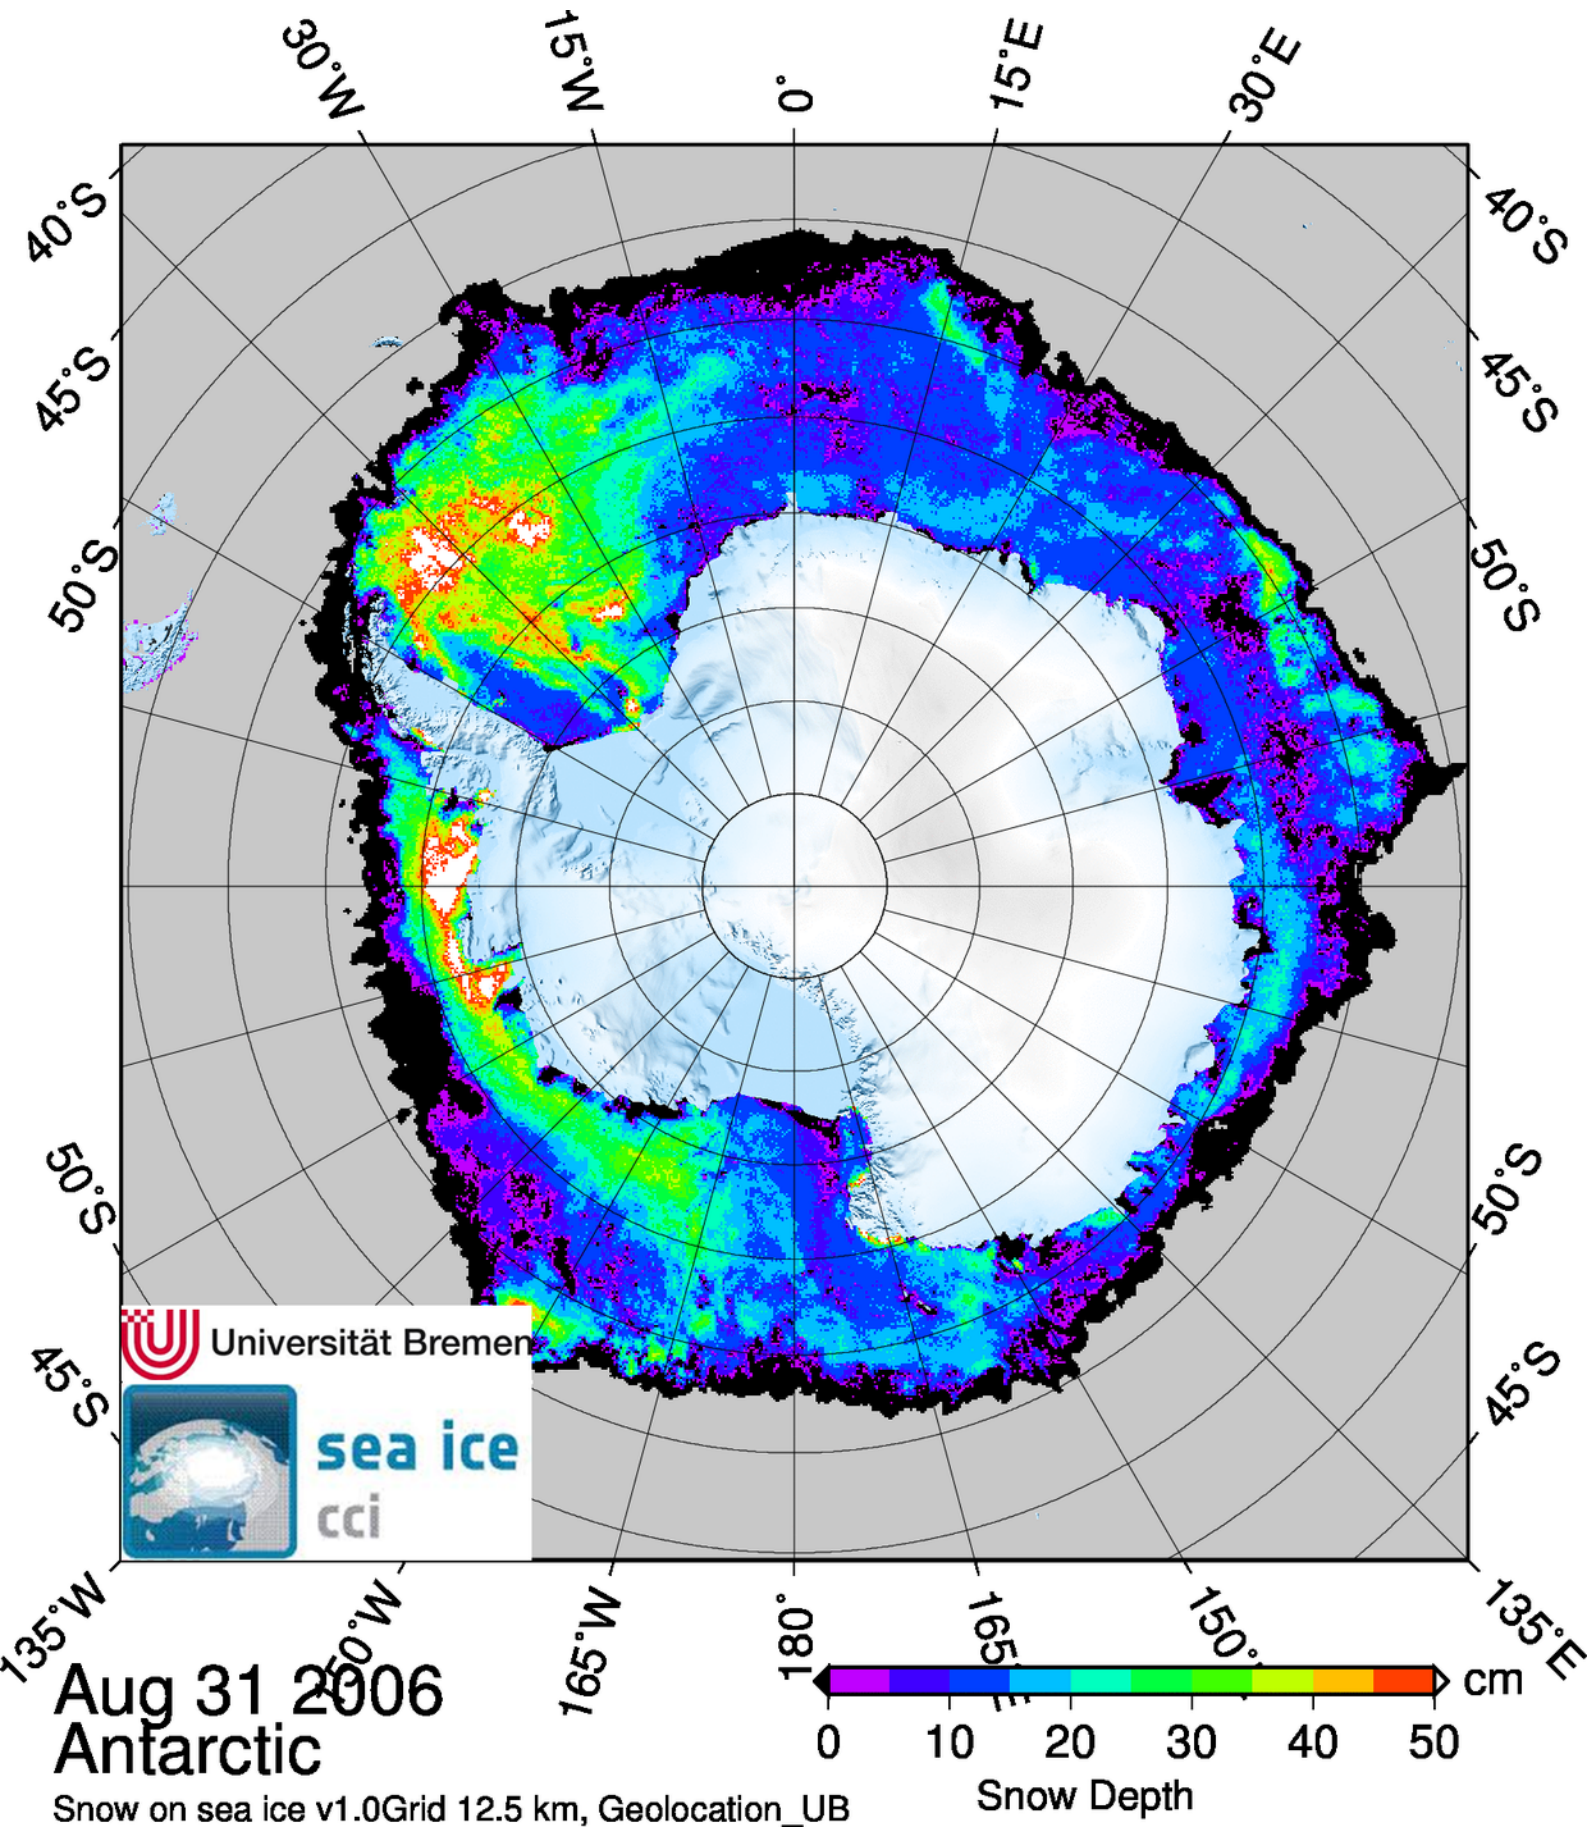 30°W
15°W
0°
15°E
30°E
40°S
40°S
45°S
45°S
50°S
50°S
50°S
50°S
45°S
45°S
Universität Bremen
sea ice
cci
135°W
165°W
180°
135°E
Aug 31 2006
Antarctic
Snow on sea ice v1.0Grid 12.5 km, Geolocation_UB
cm
0 10 20 30 40 50
Snow Depth